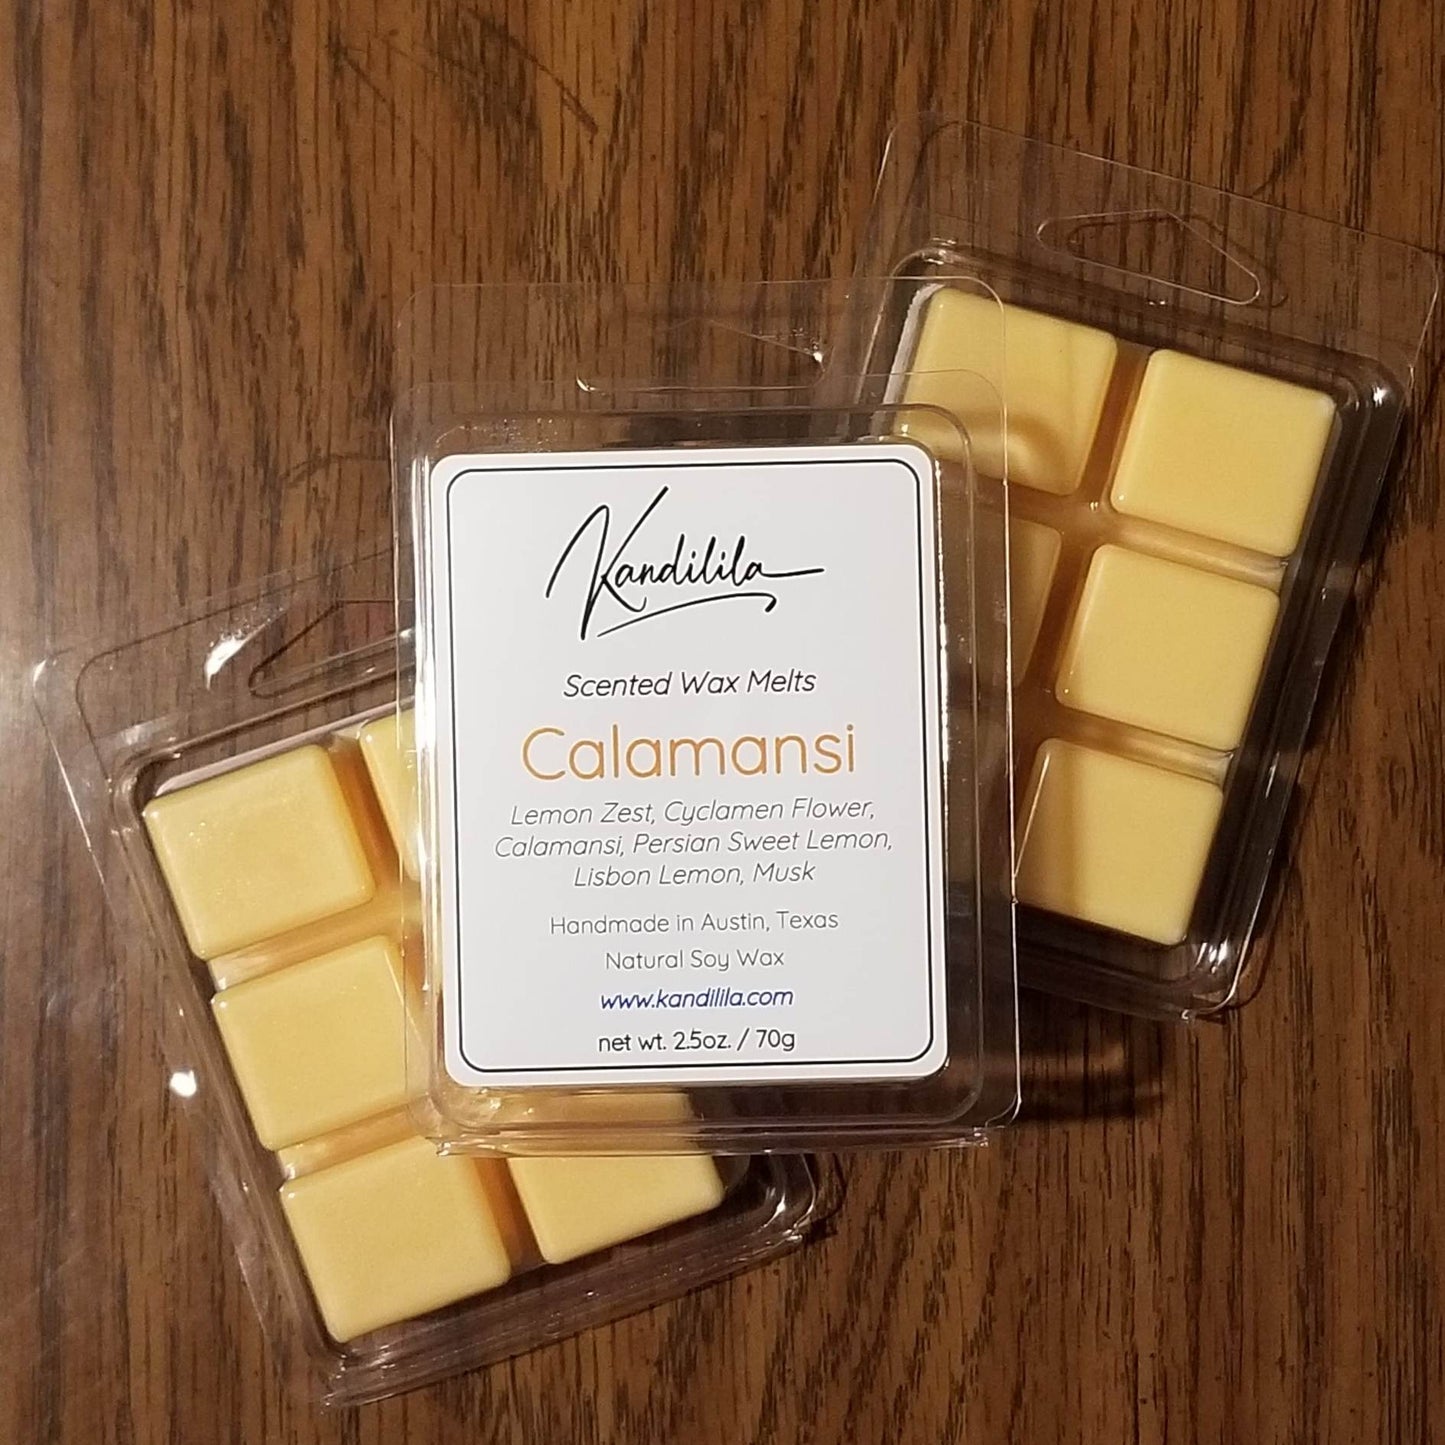 Kandilila
Scented Wax Melts
Calamansi
Lemon Zest, Cyclamen Flower,
Calamansi, Persian Sweet Lemon,
Lisbon Lemon, Musk
Handmade in Austin, Texas
Natural Soy Wax
www.kandilila.com
net wt. 2.5oz. / 70g